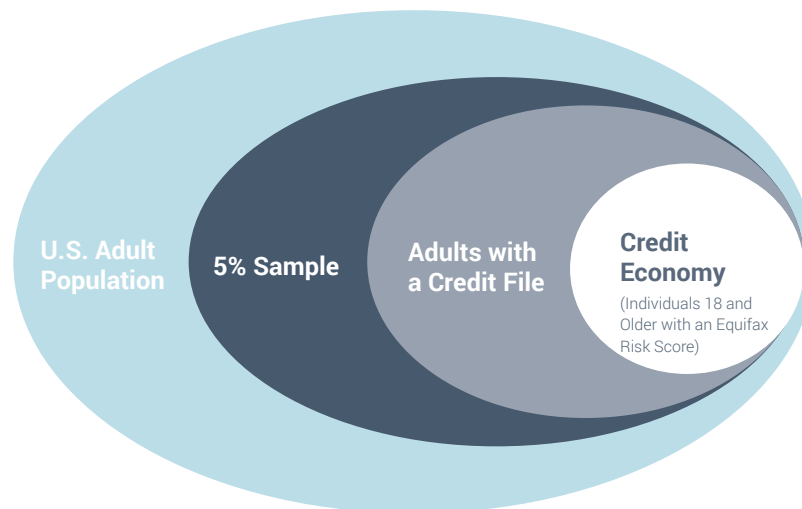 U.S. Adult
Population
5% Sample
Adults with
a Credit File
Credit
Economy
(Individuals 18 and
Older with an Equifax
Risk Score)